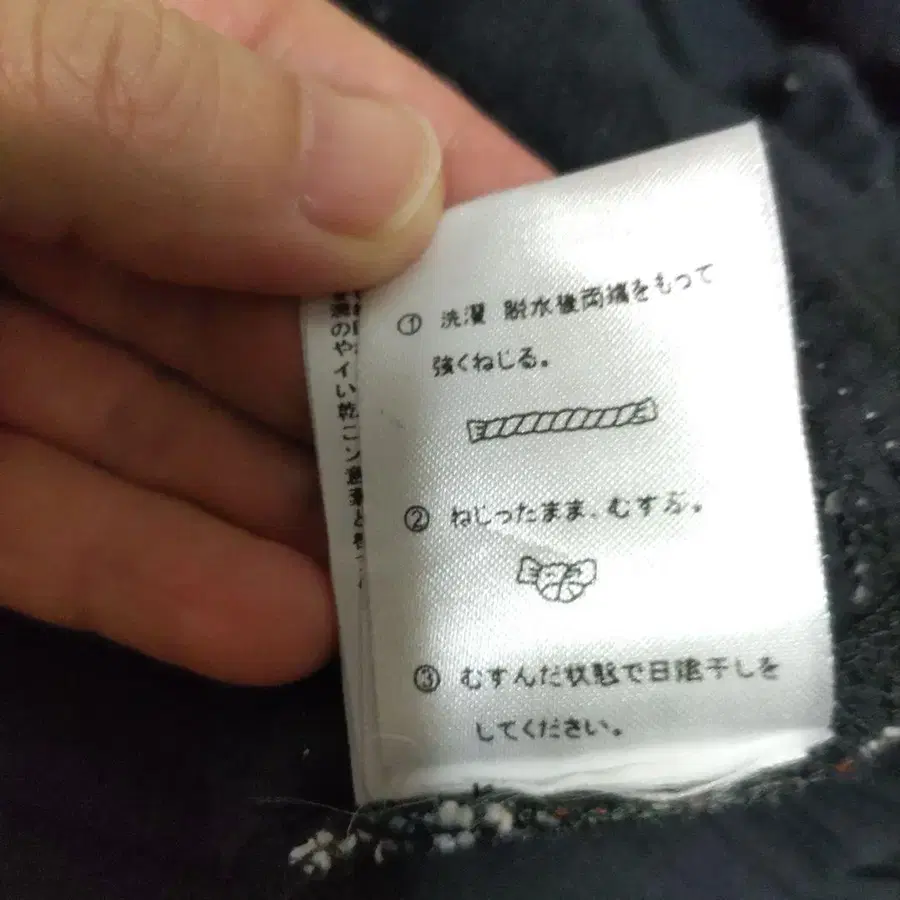 ① 洗濯 脱水後両端をもって
強くねじる。
② ねじったまま、むすぶ。
③ むすんだ状態で日陰干しを
してください。